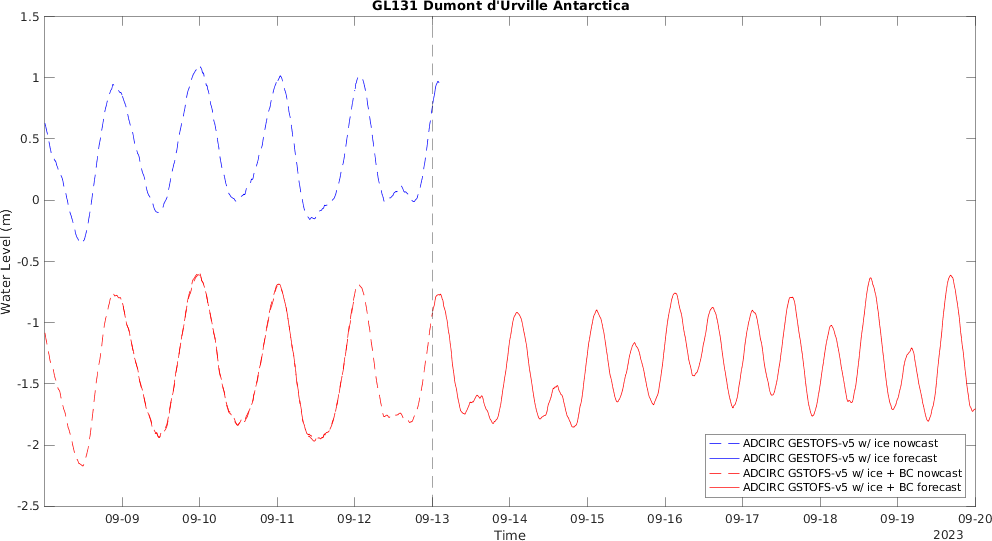 GL131 Dumont d'Urville Antarctica
Water Level (m)
1.5
1
0.5
0
-0.5
-1
-1.5
-2
-2.5
ADCIRC GESTOFS-v5 w/ ice nowcast
ADCIRC GESTOFS-v5 w/ ice forecast
ADCIRC GSTOFS-v5 w/ ice + BC nowcast
ADCIRC GSTOFS-v5 w/ ice + BC forecast
09-09 09-10 09-11 09-12 09-13 09-14 09-15 09-16 09-17 09-18 09-19 09-20
Time
2023